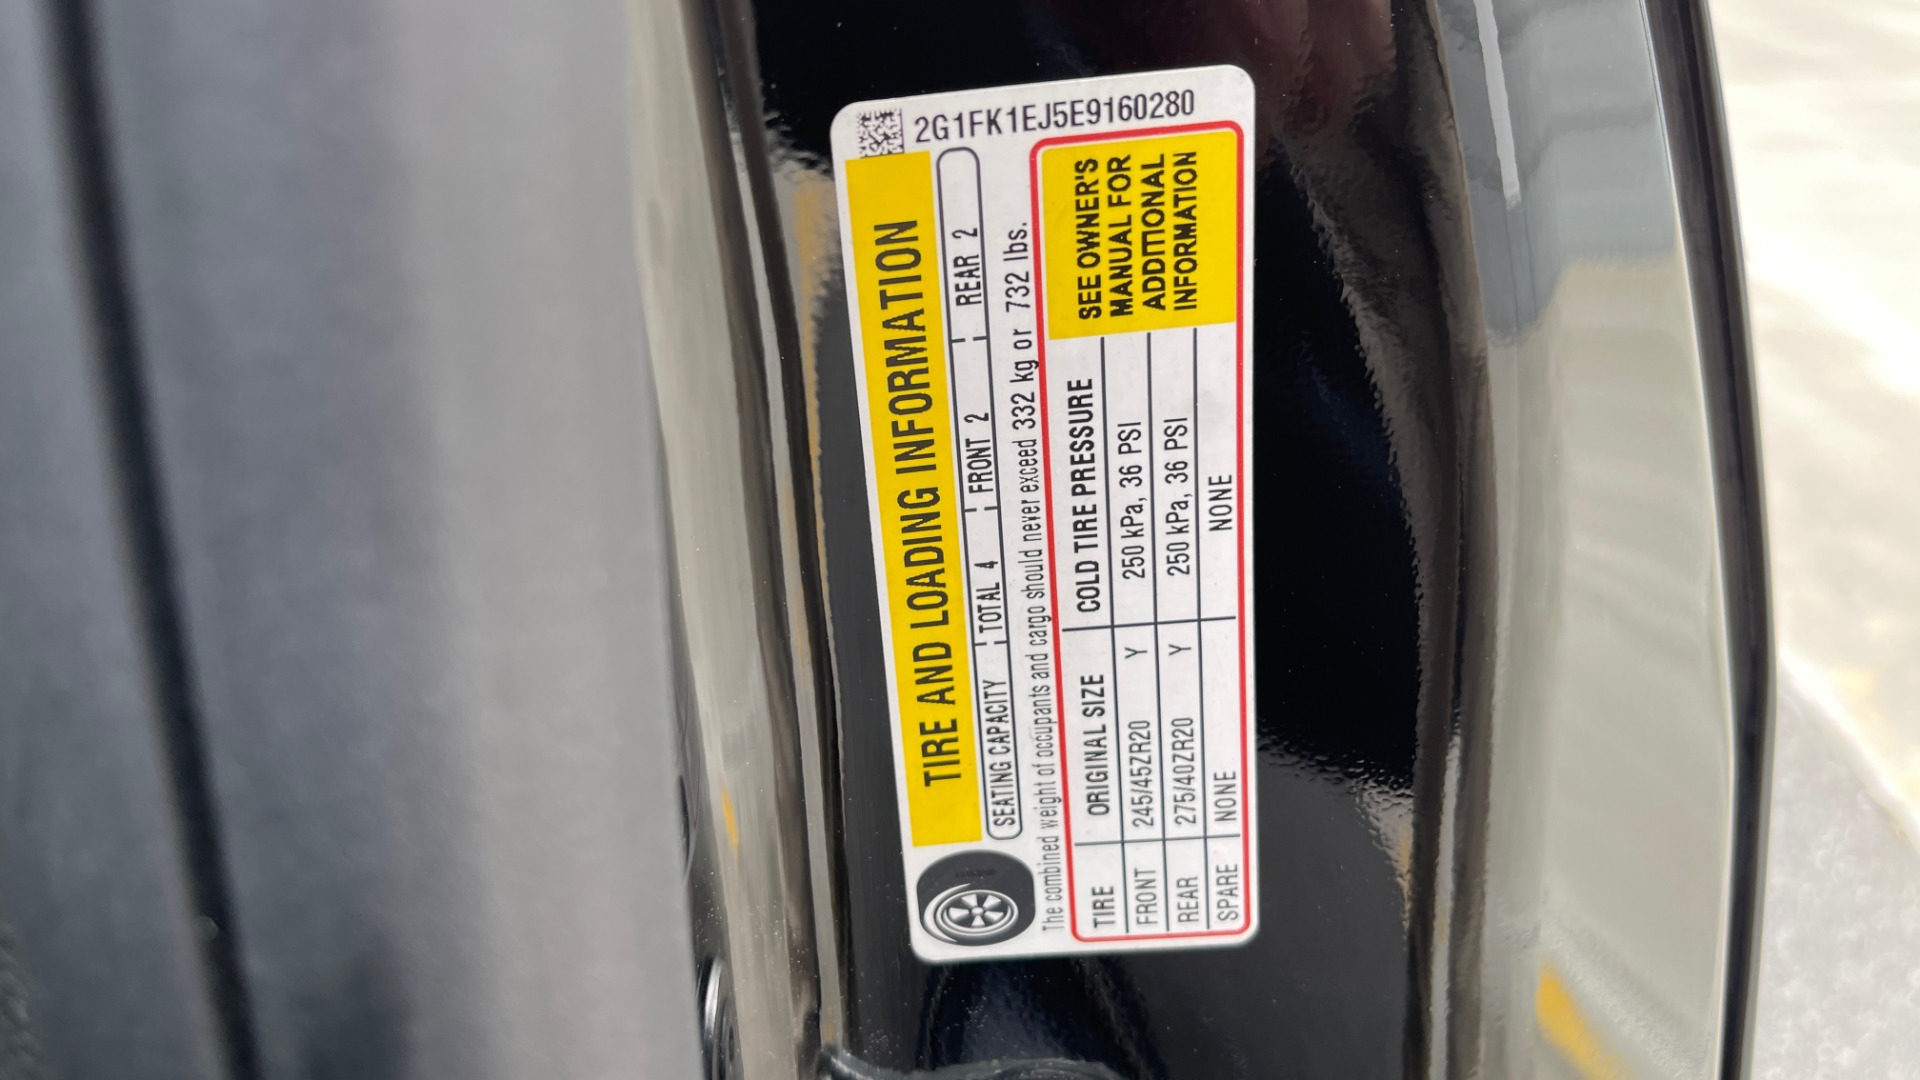 2G1FK1EJ5E9160280
TIRE AND LOADING INFORMATION
SEATING CAPACITY TOTAL 4 FRONT 2 REAR 2
The combined weight of occupants and cargo should never exceed 332 kg or 732 lbs.
TIRE ORIGINAL SIZE COLD TIRE PRESSURE
FRONT 245/45ZR20 Y 250 kPa, 36 PSI
REAR 275/40ZR20 Y 250 kPa, 36 PSI
SPARE NONE NONE
SEE OWNER'S
MANUAL FOR
ADDITIONAL
INFORMATION